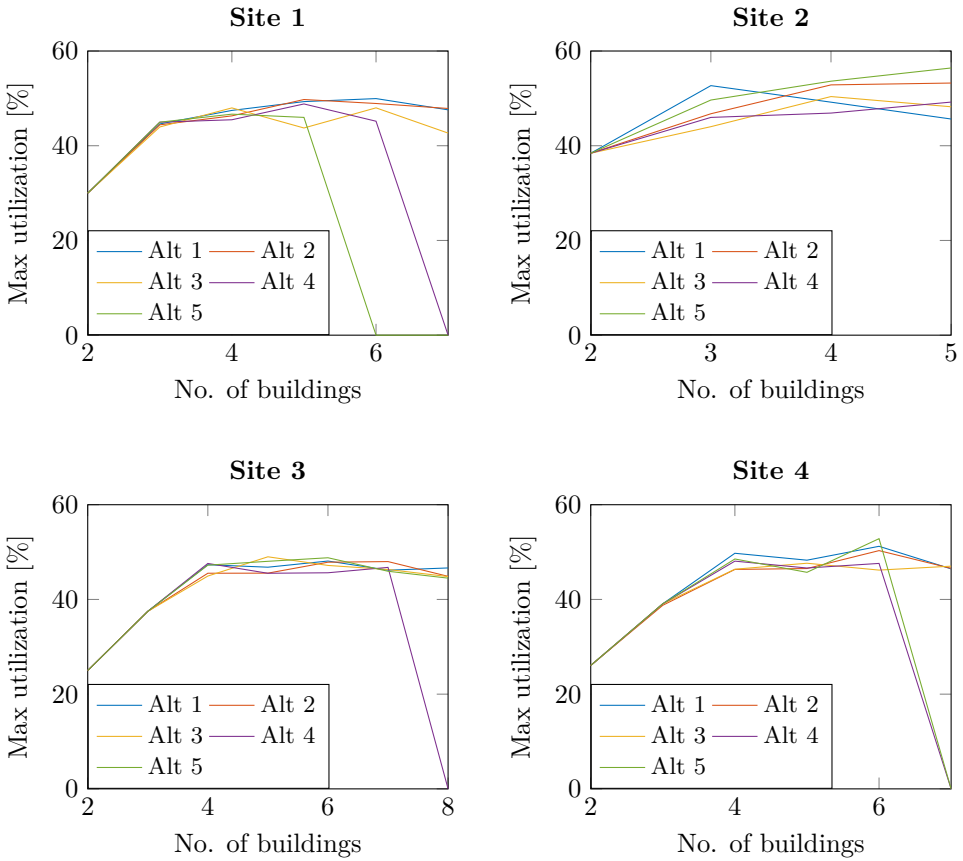 Site 1
60
40
20
0
Max utilization [%]
Alt 1 Alt 2
Alt 3 Alt 4
Alt 5
2 4 6
No. of buildings
Site 2
60
40
20
0
Max utilization [%]
Alt 1 Alt 2
Alt 3 Alt 4
Alt 5
2 3 4 5
No. of buildings
Site 3
60
40
20
0
Max utilization [%]
Alt 1 Alt 2
Alt 3 Alt 4
Alt 5
2 4 6 8
No. of buildings
Site 4
60
40
20
0
Max utilization [%]
Alt 1 Alt 2
Alt 3 Alt 4
Alt 5
2 4 6
No. of buildings